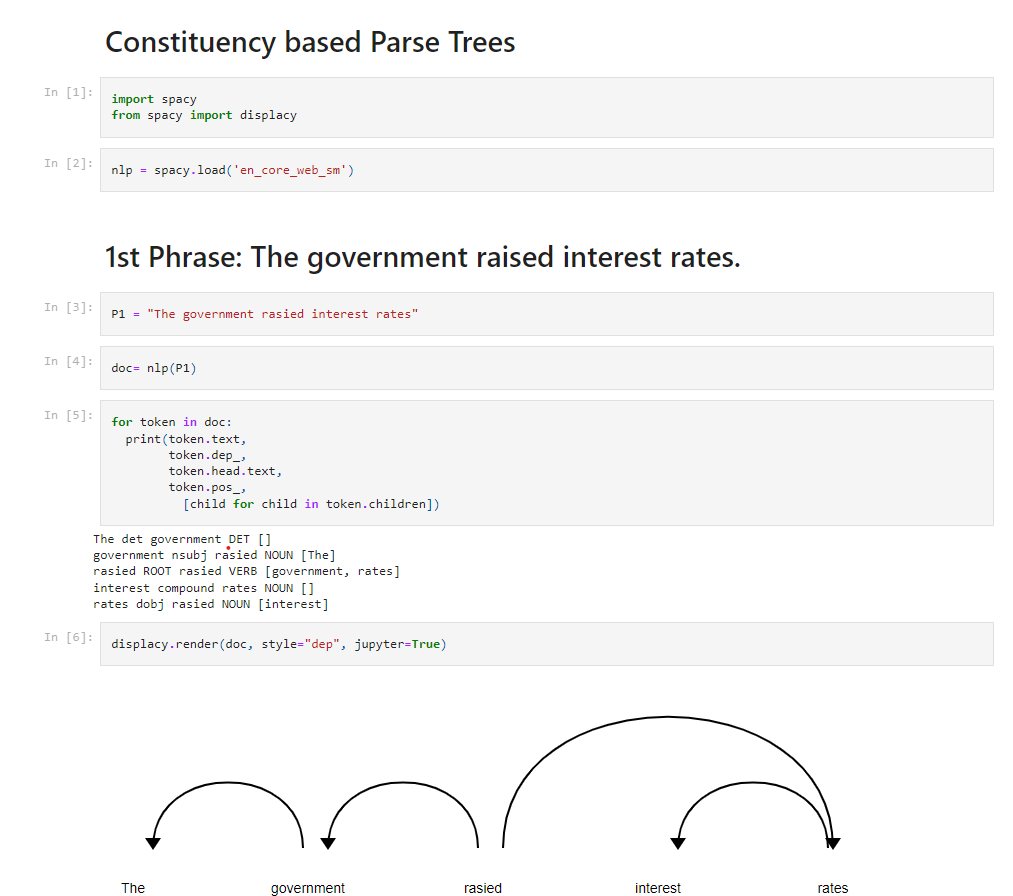 Constituency based Parse Trees
In [1]:
import spacy
from spacy import displacy
In [2]:
nlp = spacy.load('en_core_web_sm')
1st Phrase: The government raised interest rates.
In [3]:
P1 = "The government rasied interest rates"
In [4]:
doc= nlp(P1)
In [5]:
for token in doc:
  print(token.text,
        token.dep_,
        token.head.text,
        token.pos_,
          [child for child in token.children])
The det government DET []
government nsubj rasied NOUN [The]
rasied ROOT rasied VERB [government, rates]
interest compound rates NOUN []
rates dobj rasied NOUN [interest]
In [6]:
displacy.render(doc, style="dep", jupyter=True)
The government rasied interest rates